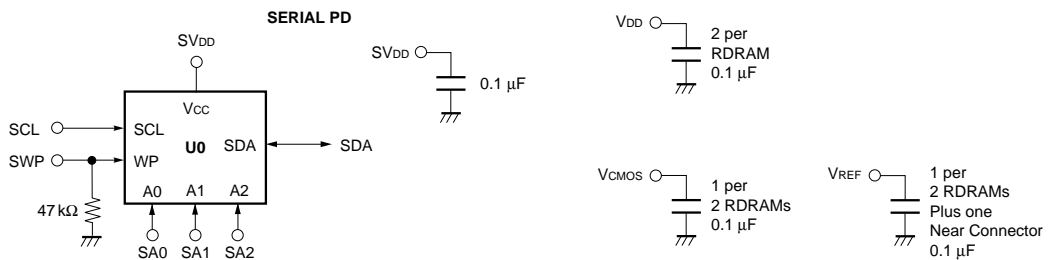 SERIAL PD
SVDD
VCC
SCL
SCL
U0
SDA
SDA
SWP
WP
A0 A1 A2
47 kΩ
SA0 SA1 SA2
SVDD
0.1 µF
VDD
2 per
RDRAM
0.1 µF
VCMOS
1 per
2 RDRAMs
0.1 µF
VREF
1 per
2 RDRAMs
Plus one
Near Connector
0.1 µF